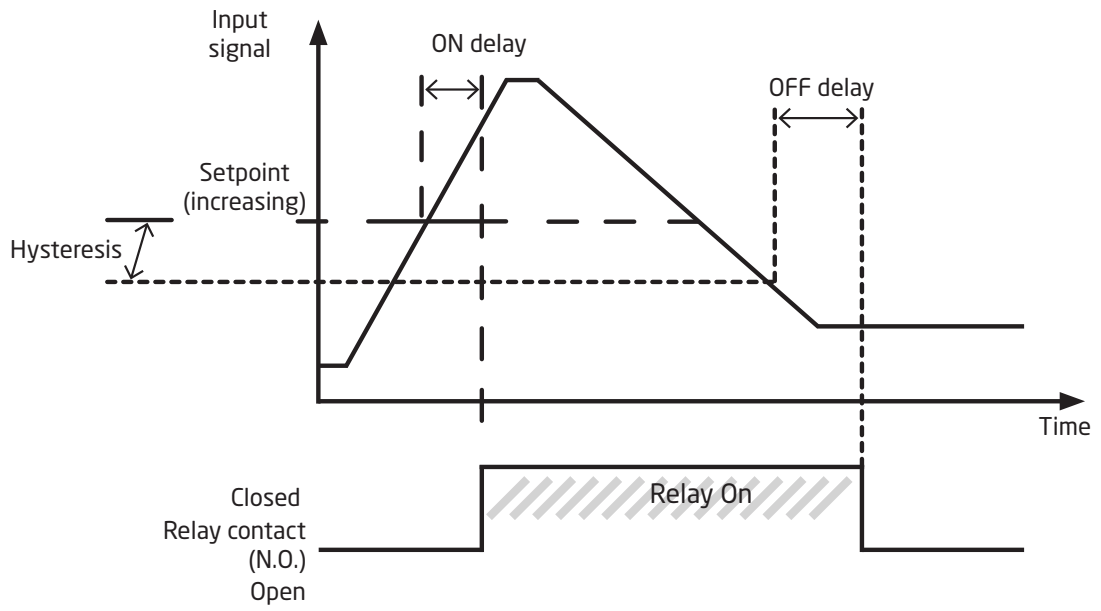 Input
signal
ON delay
OFF delay
Setpoint
(increasing)
Hysteresis
Time
Closed
Relay On
Relay contact
(N.O.)
Open